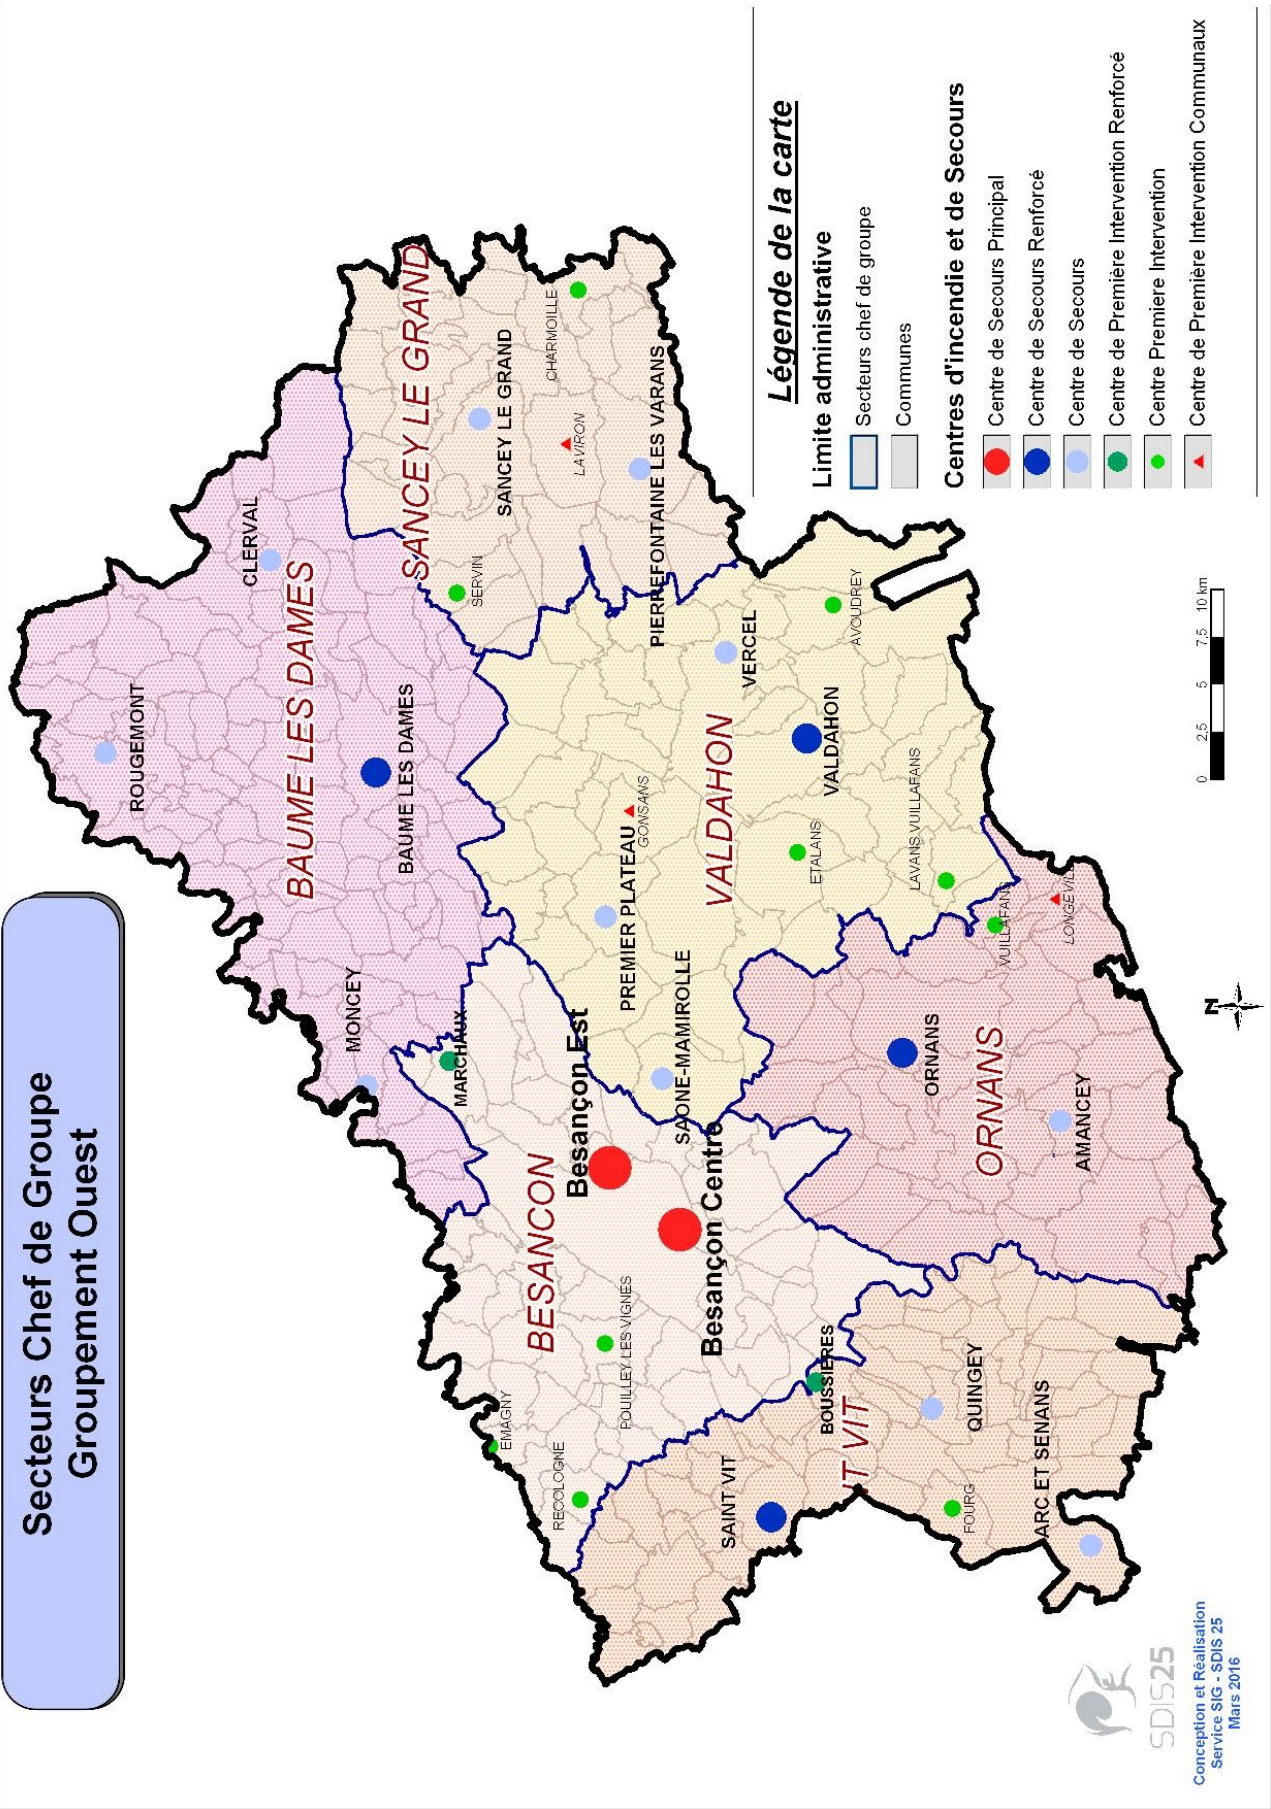 Secteurs Chef de Groupe
Groupement Ouest
ROUGEMONT
CLERVAL
BAUME LES DAMES
BAUME LES DAMES
MONCEY
MARCHAUX
SANCEY LE GRAND
SANCEY LE GRAND
CHARMOILLE
LAVIRON
SERVIN
PIERREFONTAINE LES VARANS
BESANCON
Besançon Est
Besançon Centre
EMAGNY
RECOLOGNE
POUILLEY LES VIGNES
BOUSSIERES
PREMIER PLATEAU
GONSANS
SAONE-MAMIROLLE
VALDAHON
VALDAHON
VERCEL
AVOUDREY
ETALANS
LAVANS VUILLAFANS
VUILLAFANS
LONGEVILLE
ORNANS
ORNANS
AMANCEY
SAINT VIT
IT VIT
QUINGEY
FOURG
ARC ET SENANS
Légende de la carte
Limite administrative
Secteurs chef de groupe
Communes
Centres d'incendie et de Secours
Centre de Secours Principal
Centre de Secours Renforcé
Centre de Secours
Centre de Première Intervention Renforcé
Centre Premiere Intervention
Centre de Première Intervention Communaux
0 2,5 5 7,5 10 km
N
SDIS25
Conception et Réalisation
Service SIG - SDIS 25
Mars 2016